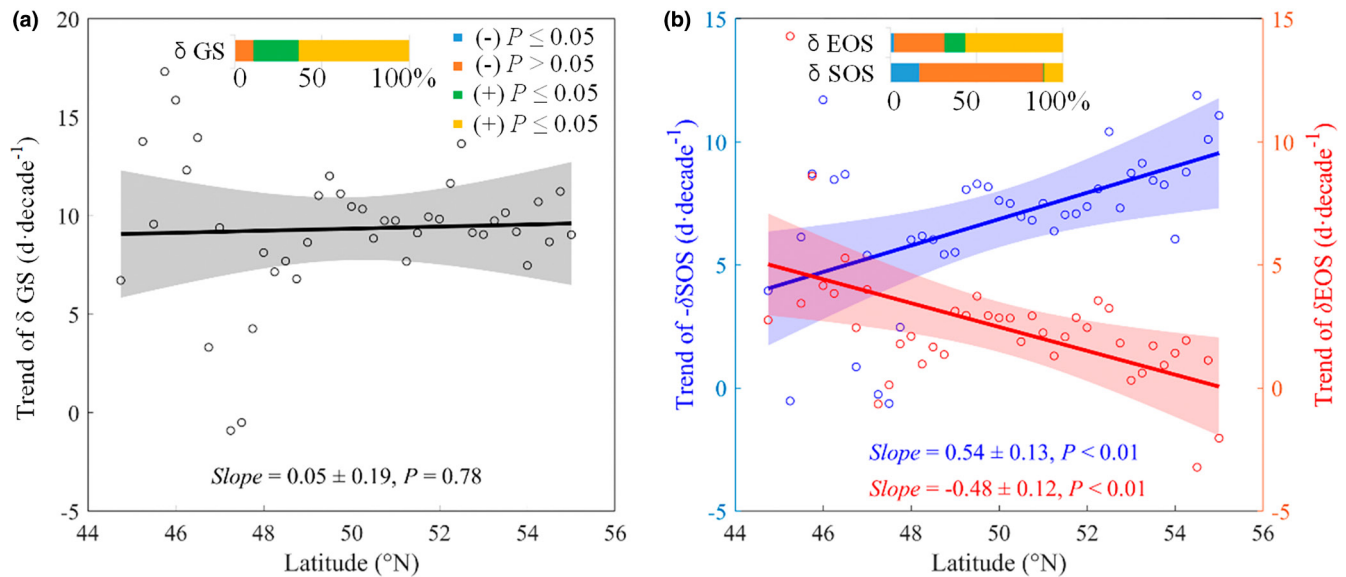 (a)
20
15
10
5
0
-5
44 46 48 50 52 54 56
Trend of δ GS (d·decade⁻¹)
Latitude (°N)
δ GS
0 50 100%
(-) P ≤ 0.05
(-) P > 0.05
(+) P ≤ 0.05
(+) P ≤ 0.05
Slope = 0.05 ± 0.19, P = 0.78
(b)
15
10
5
0
-5
44 46 48 50 52 54 56
Trend of -δSOS (d·decade⁻¹)
Latitude (°N)
δ EOS
δ SOS
0 50 100%
Slope = 0.54 ± 0.13, P < 0.01
Slope = -0.48 ± 0.12, P < 0.01
15
10
5
0
-5
Trend of δEOS (d·decade⁻¹)